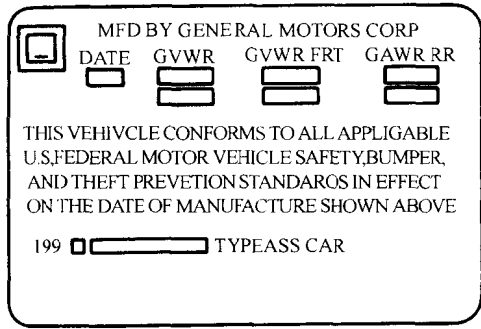 MFD BY GENERAL MOTORS CORP
DATE GVWR GVWR FRT GAWR RR
THIS VEHIVCLE CONFORMS TO ALL APPLIGABLE
U.S,FEDERAL MOTOR VEHICLE SAFETY,BUMPER,
AND THEFT PREVETION STANDAROS IN EFFECT
ON THE DATE OF MANUFACTURE SHOWN ABOVE
199 TYPEASS CAR